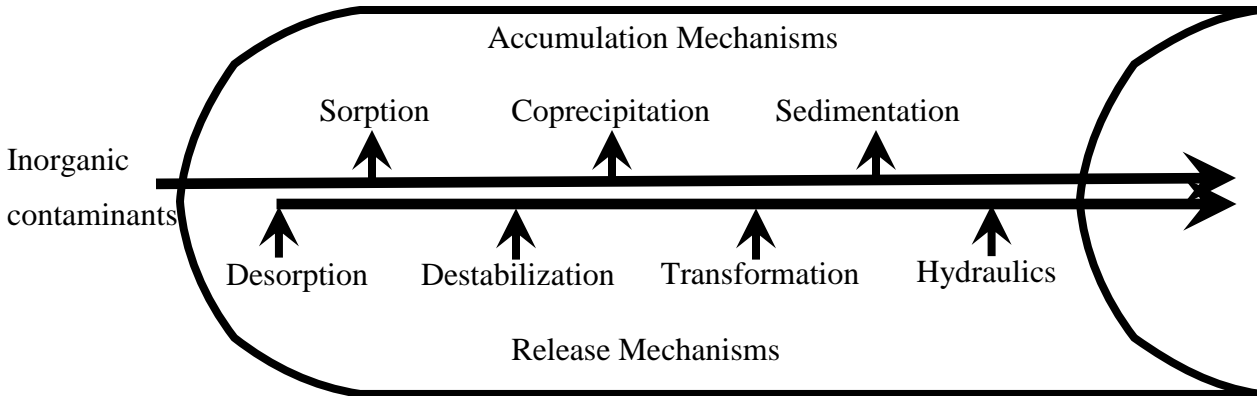 Accumulation Mechanisms
Sorption Coprecipitation Sedimentation
Inorganic
contaminants
Desorption Destabilization Transformation Hydraulics
Release Mechanisms